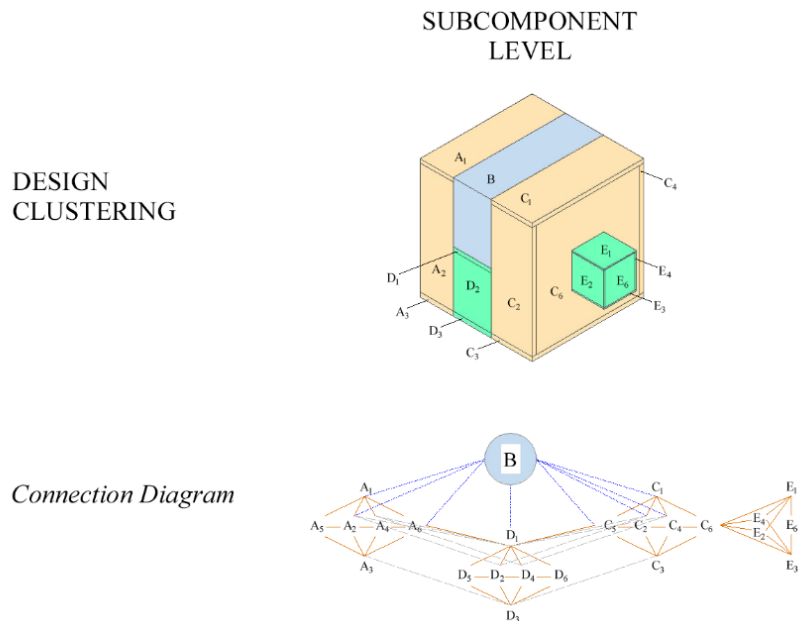 SUBCOMPONENT
LEVEL
DESIGN
CLUSTERING
A1
B
C1
C4
E1
E4
D1
A2
D2
E2
E6
C6
A3
C2
E3
D3
C3
Connection Diagram
B
A1
C1
E1
A5 A2 A4 A6
D1
C5 C2 C4 C6
E4
E6
E2
A3
D5 D2 D4 D6
C3
E3
D3